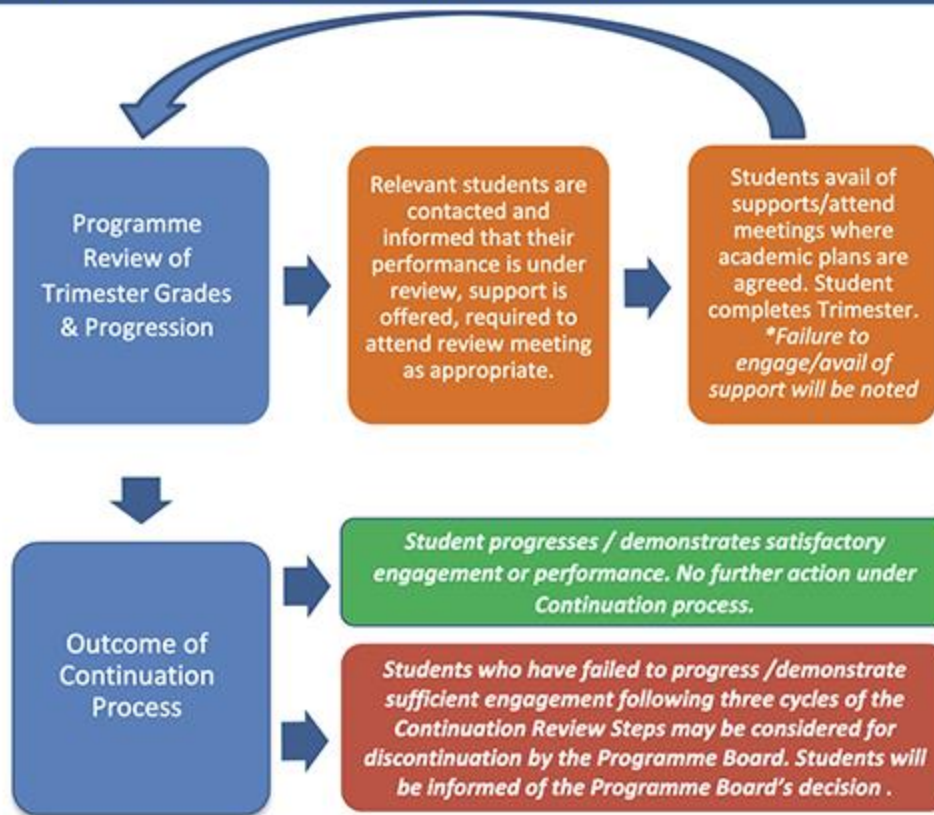 Programme
Review of
Trimester Grades
& Progression
Relevant students are
contacted and
informed that their
performance is under
review, support is
offered, required to
attend review meeting
as appropriate.
Students avail of
supports/attend
meetings where
academic plans are
agreed. Student
completes Trimester.
*Failure to
engage/avail of
support will be noted
Outcome of
Continuation
Process
Student progresses / demonstrates satisfactory
engagement or performance. No further action under
Continuation process.
Students who have failed to progress /demonstrate
sufficient engagement following three cycles of the
Continuation Review Steps may be considered for
discontinuation by the Programme Board. Students will
be informed of the Programme Board's decision .